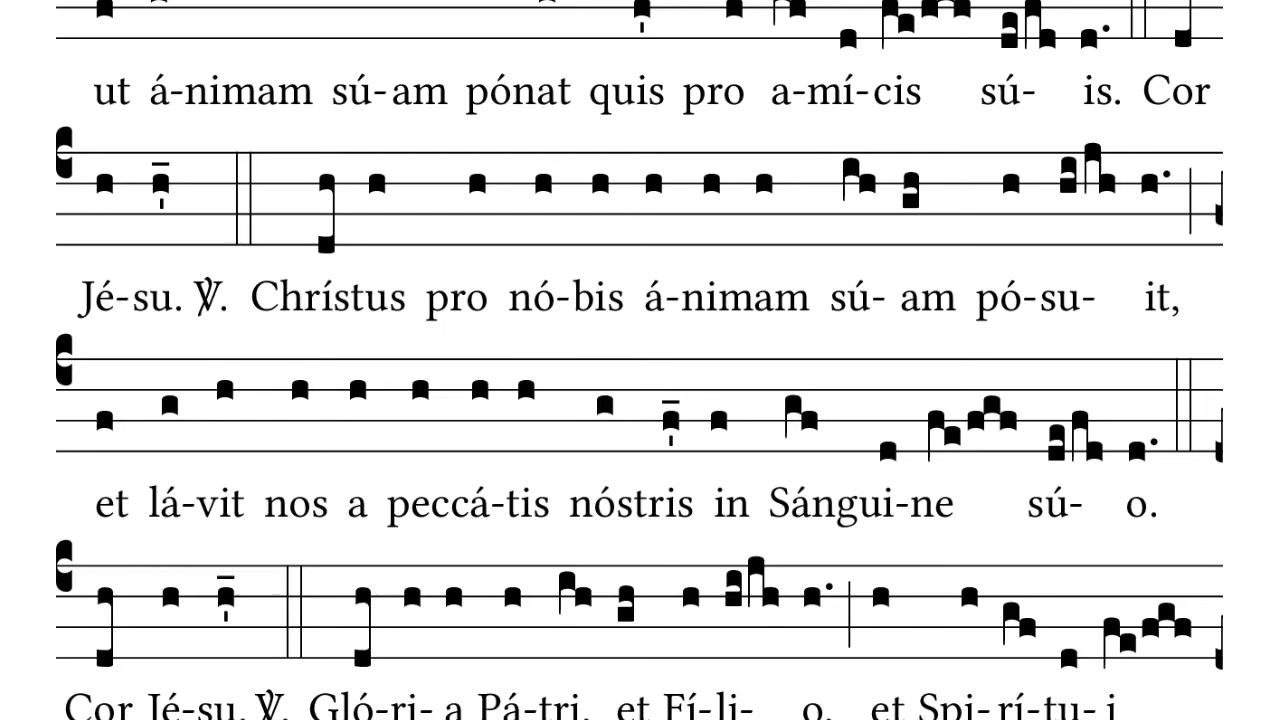 ut á-nimam sú-am pónat quis pro a-mí-cis sú- is. Cor
Jé-su. ℣. Chrístus pro nó-bis á-nimam sú- am pó-su- it,
et lá-vit nos a peccá-tis nóstris in Sángui-ne sú- o.
Cor Jé-su. ℣. Gló-ri- a Pá-tri, et Fí-li- o, et Spi-rí-tu- i